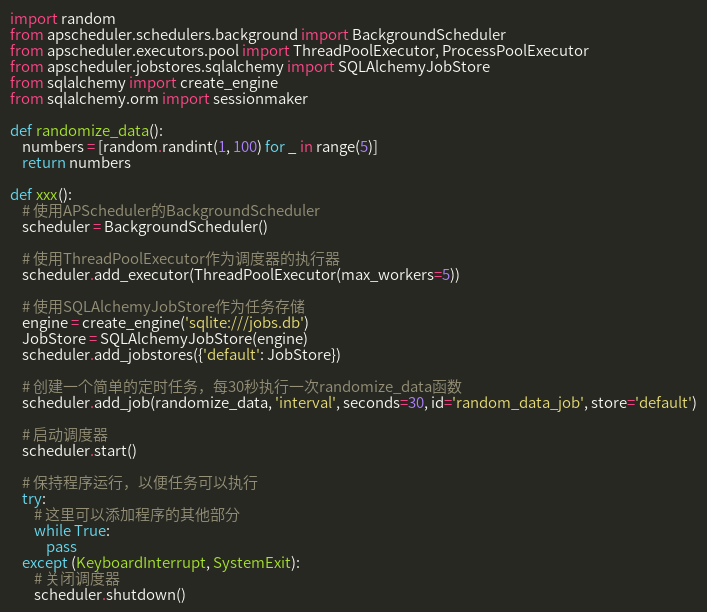 import random
from apscheduler.schedulers.background import BackgroundScheduler
from apscheduler.executors.pool import ThreadPoolExecutor, ProcessPoolExecutor
from apscheduler.jobstores.sqlalchemy import SQLAlchemyJobStore
from sqlalchemy import create_engine
from sqlalchemy.orm import sessionmaker
def randomize_data():
numbers = [random.randint(1, 100) for _ in range(5)]
return numbers
def xxx():
# 使用APScheduler的BackgroundScheduler
scheduler = BackgroundScheduler()
# 使用ThreadPoolExecutor作为调度器的执行器
scheduler.add_executor(ThreadPoolExecutor(max_workers=5))
# 使用SQLAlchemyJobStore作为任务存储
engine = create_engine('sqlite:///jobs.db')
JobStore = SQLAlchemyJobStore(engine)
scheduler.add_jobstores({'default': JobStore})
# 创建一个简单的定时任务，每30秒执行一次randomize_data函数
scheduler.add_job(randomize_data, 'interval', seconds=30, id='random_data_job', store='default')
# 启动调度器
scheduler.start()
# 保持程序运行，以便任务可以执行
try:
# 这里可以添加程序的其他部分
while True:
pass
except (KeyboardInterrupt, SystemExit):
# 关闭调度器
scheduler.shutdown()